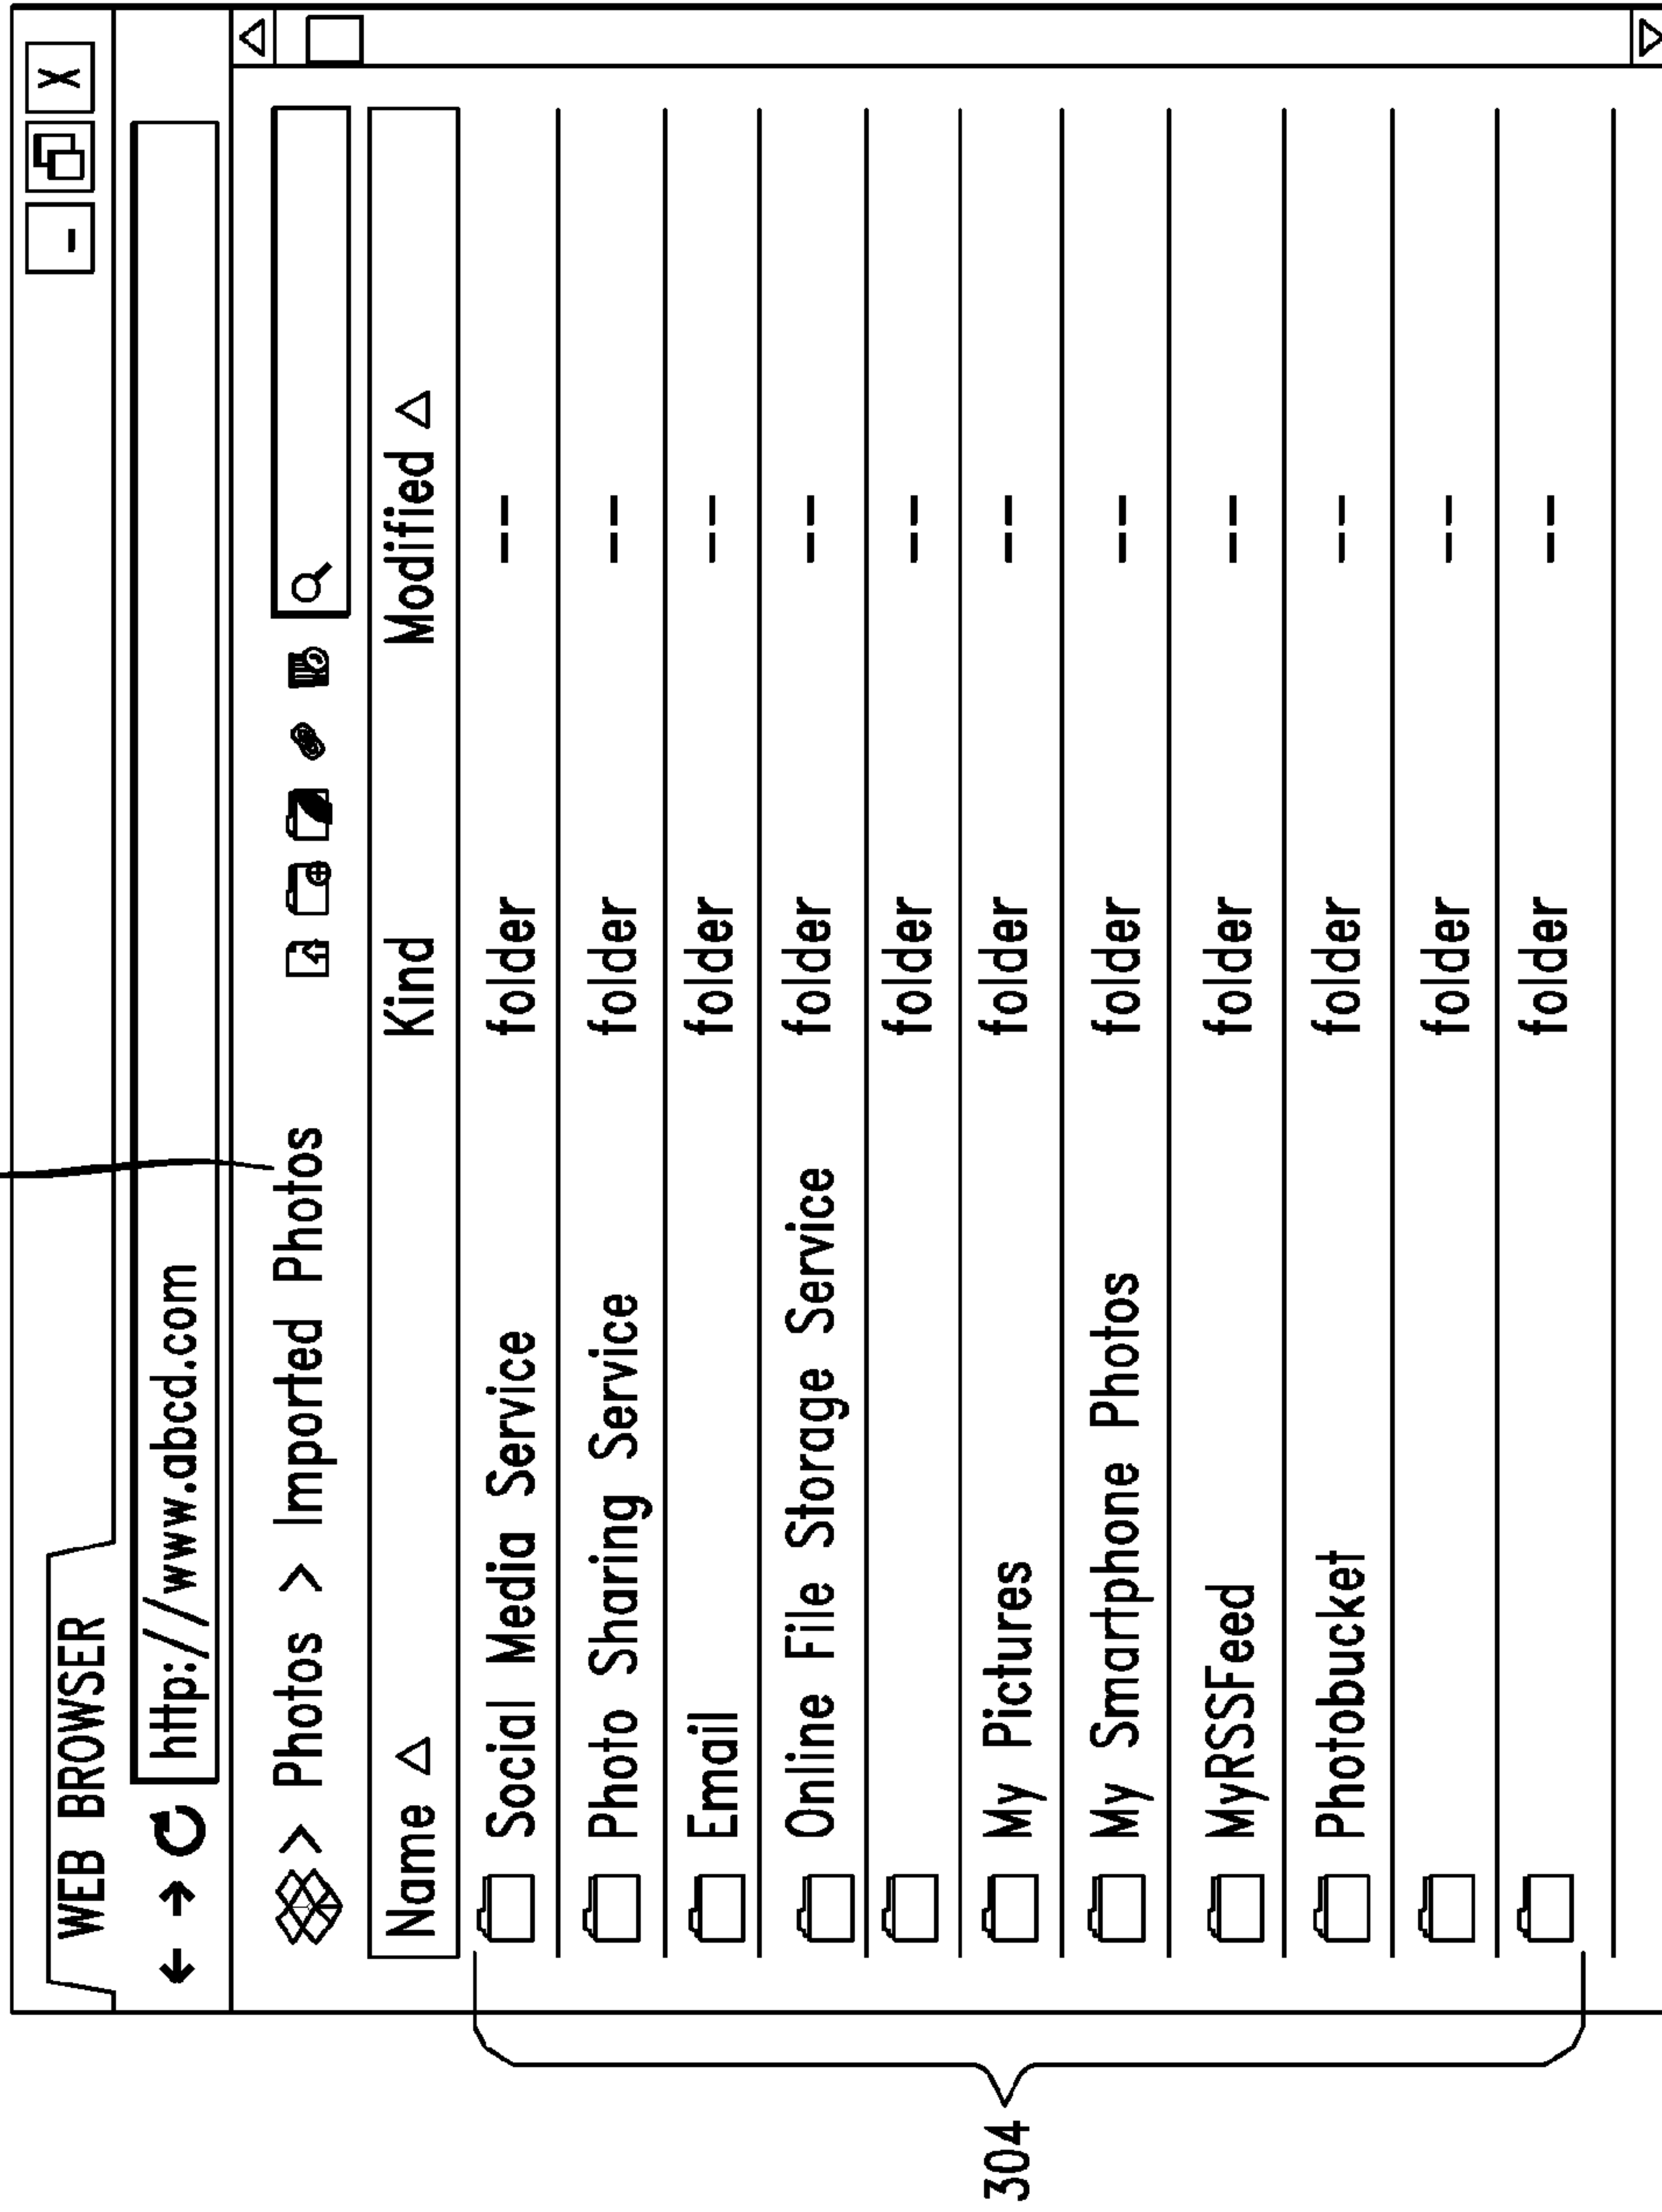 WEB BROWSER
- X
http://www.abcd.com
> Photos > Imported Photos
Name Kind Modified
Social Media Service folder --
Photo Sharing Service folder --
Email folder --
Online File Storage Service folder --
folder --
My Pictures folder --
My Smartphone Photos folder --
MyRSSFeed folder --
Photobucket folder --
folder --
folder --
304